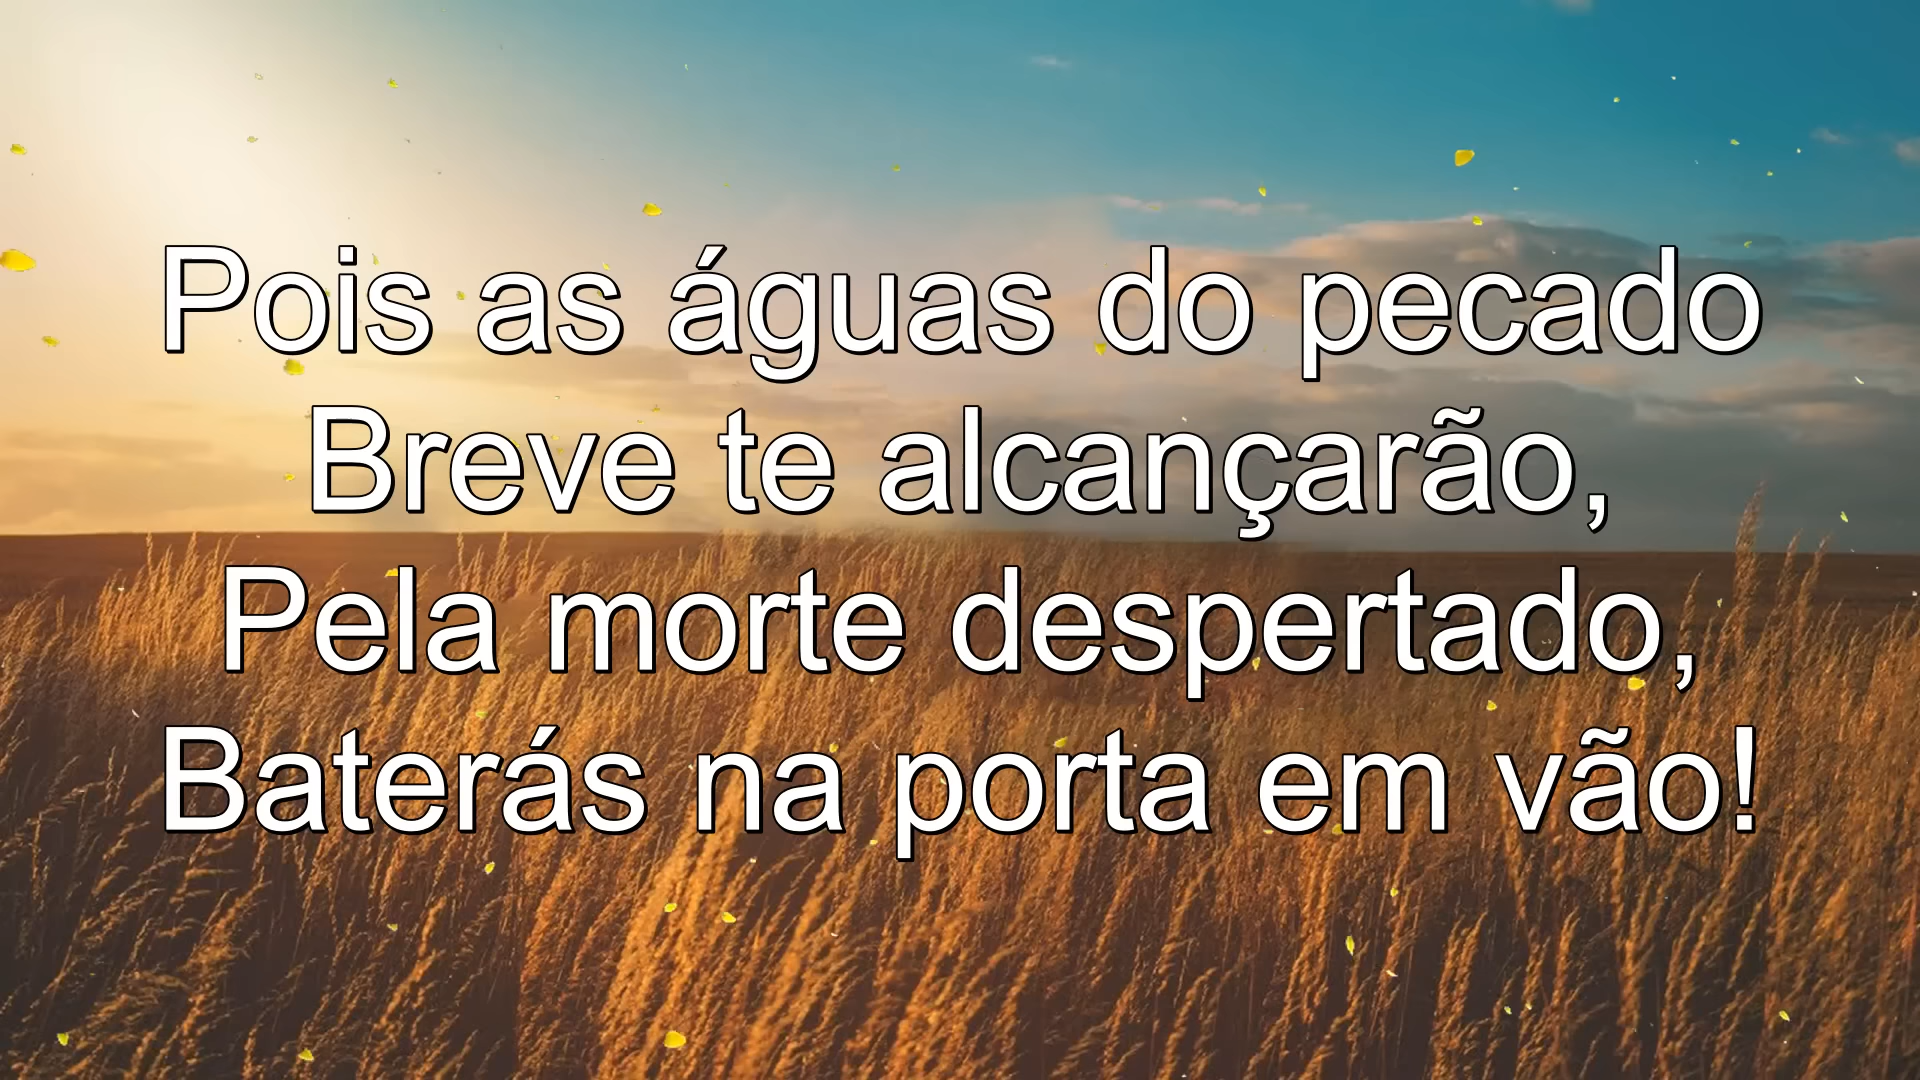 Pois as águas do pecado
Breve te alcançarão,
Pela morte despertado,
Baterás na porta em vão!